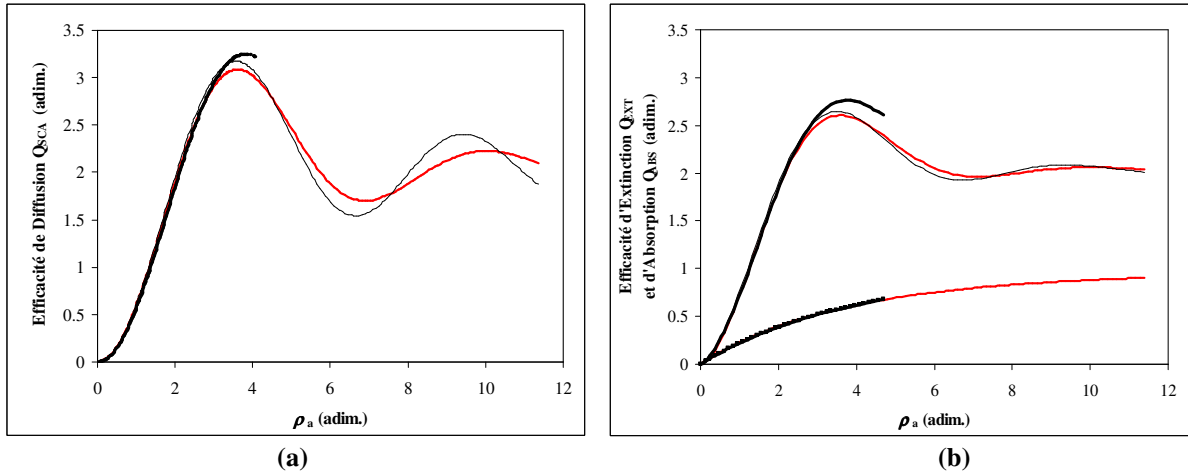 Efficacité de Diffusion QSCA (adim.)
3.5
3
2.5
2
1.5
1
0.5
0
0 2 4 6 8 10 12
ρa (adim.)
(a)
Efficacité d'Extinction QEXT
et d'Absorption QABS (adim.)
3.5
3
2.5
2
1.5
1
0.5
0
0 2 4 6 8 10 12
ρa (adim.)
(b)